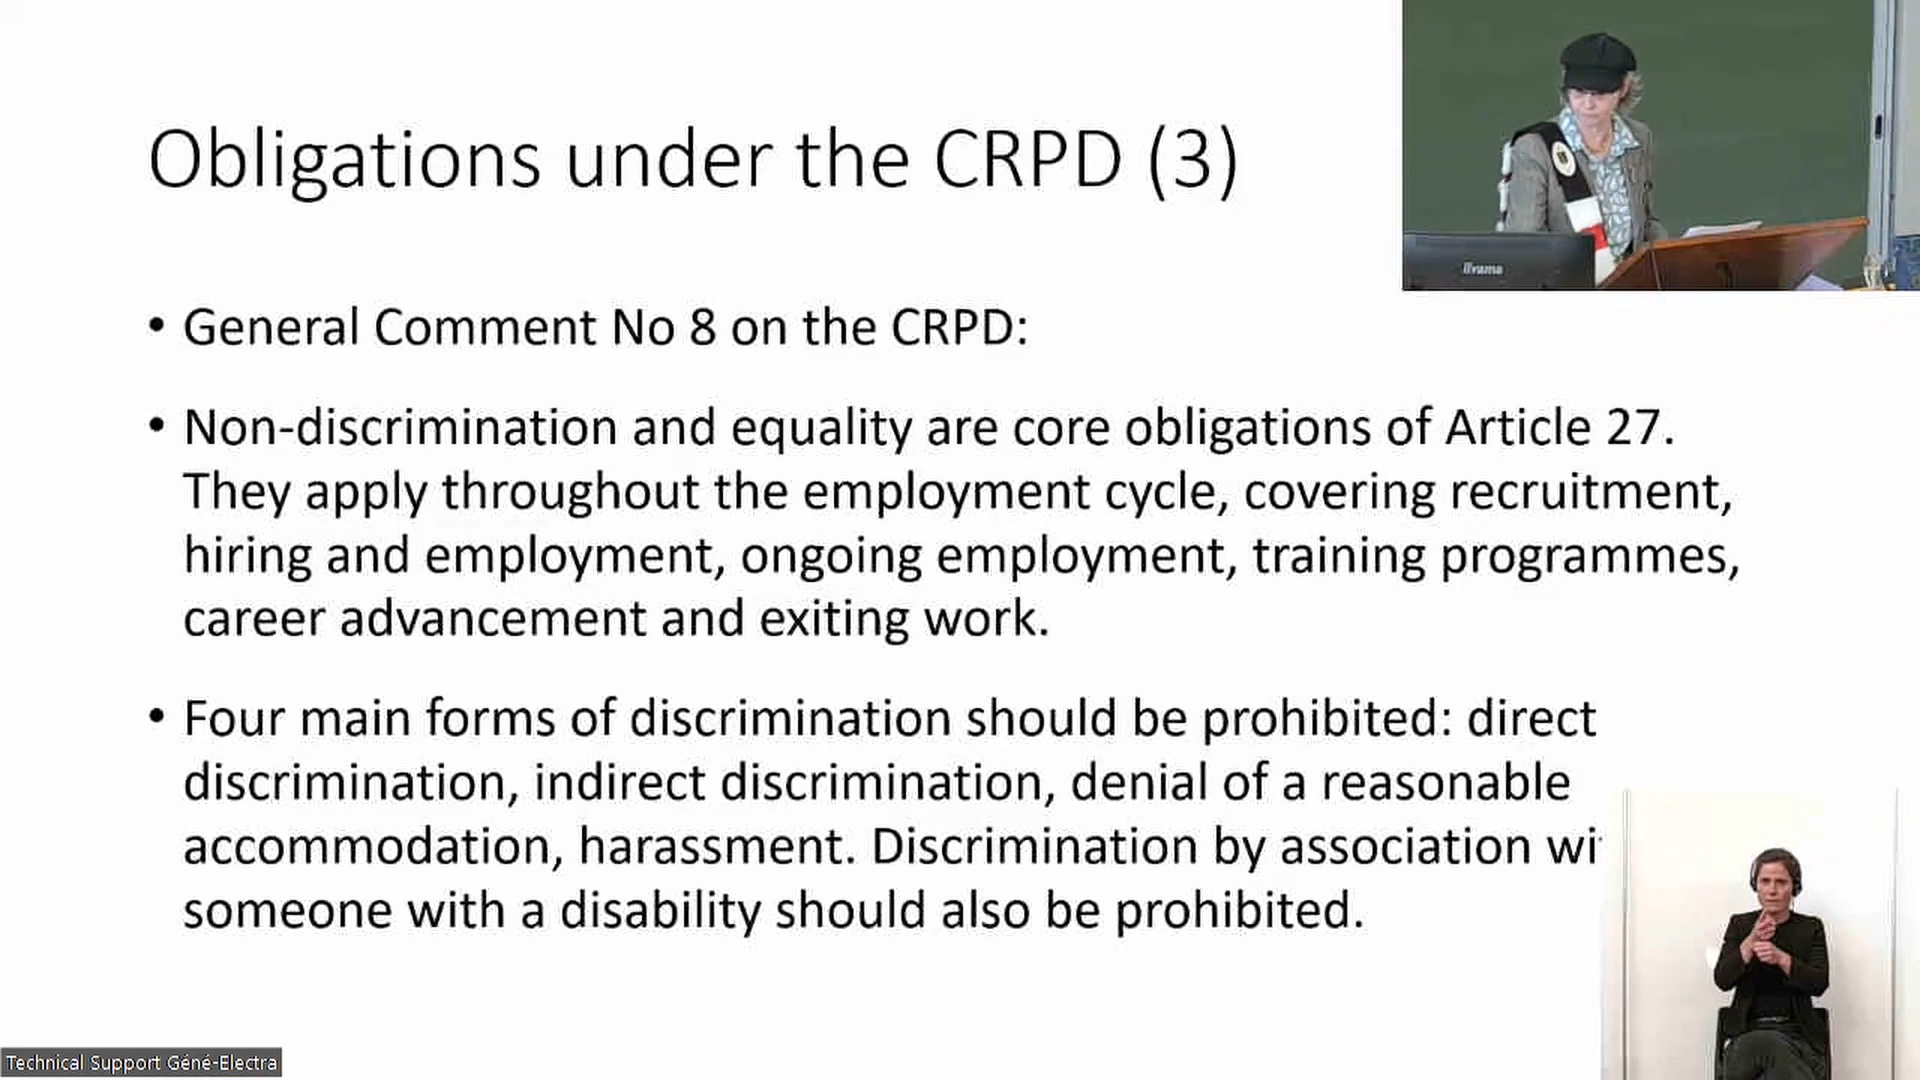 Obligations under the CRPD (3)
• General Comment No 8 on the CRPD:
• Non-discrimination and equality are core obligations of Article 27.
They apply throughout the employment cycle, covering recruitment,
hiring and employment, ongoing employment, training programmes,
career advancement and exiting work.
• Four main forms of discrimination should be prohibited: direct
discrimination, indirect discrimination, denial of a reasonable
accommodation, harassment. Discrimination by association wi
someone with a disability should also be prohibited.
iiyama
Technical Support Géné-Electra